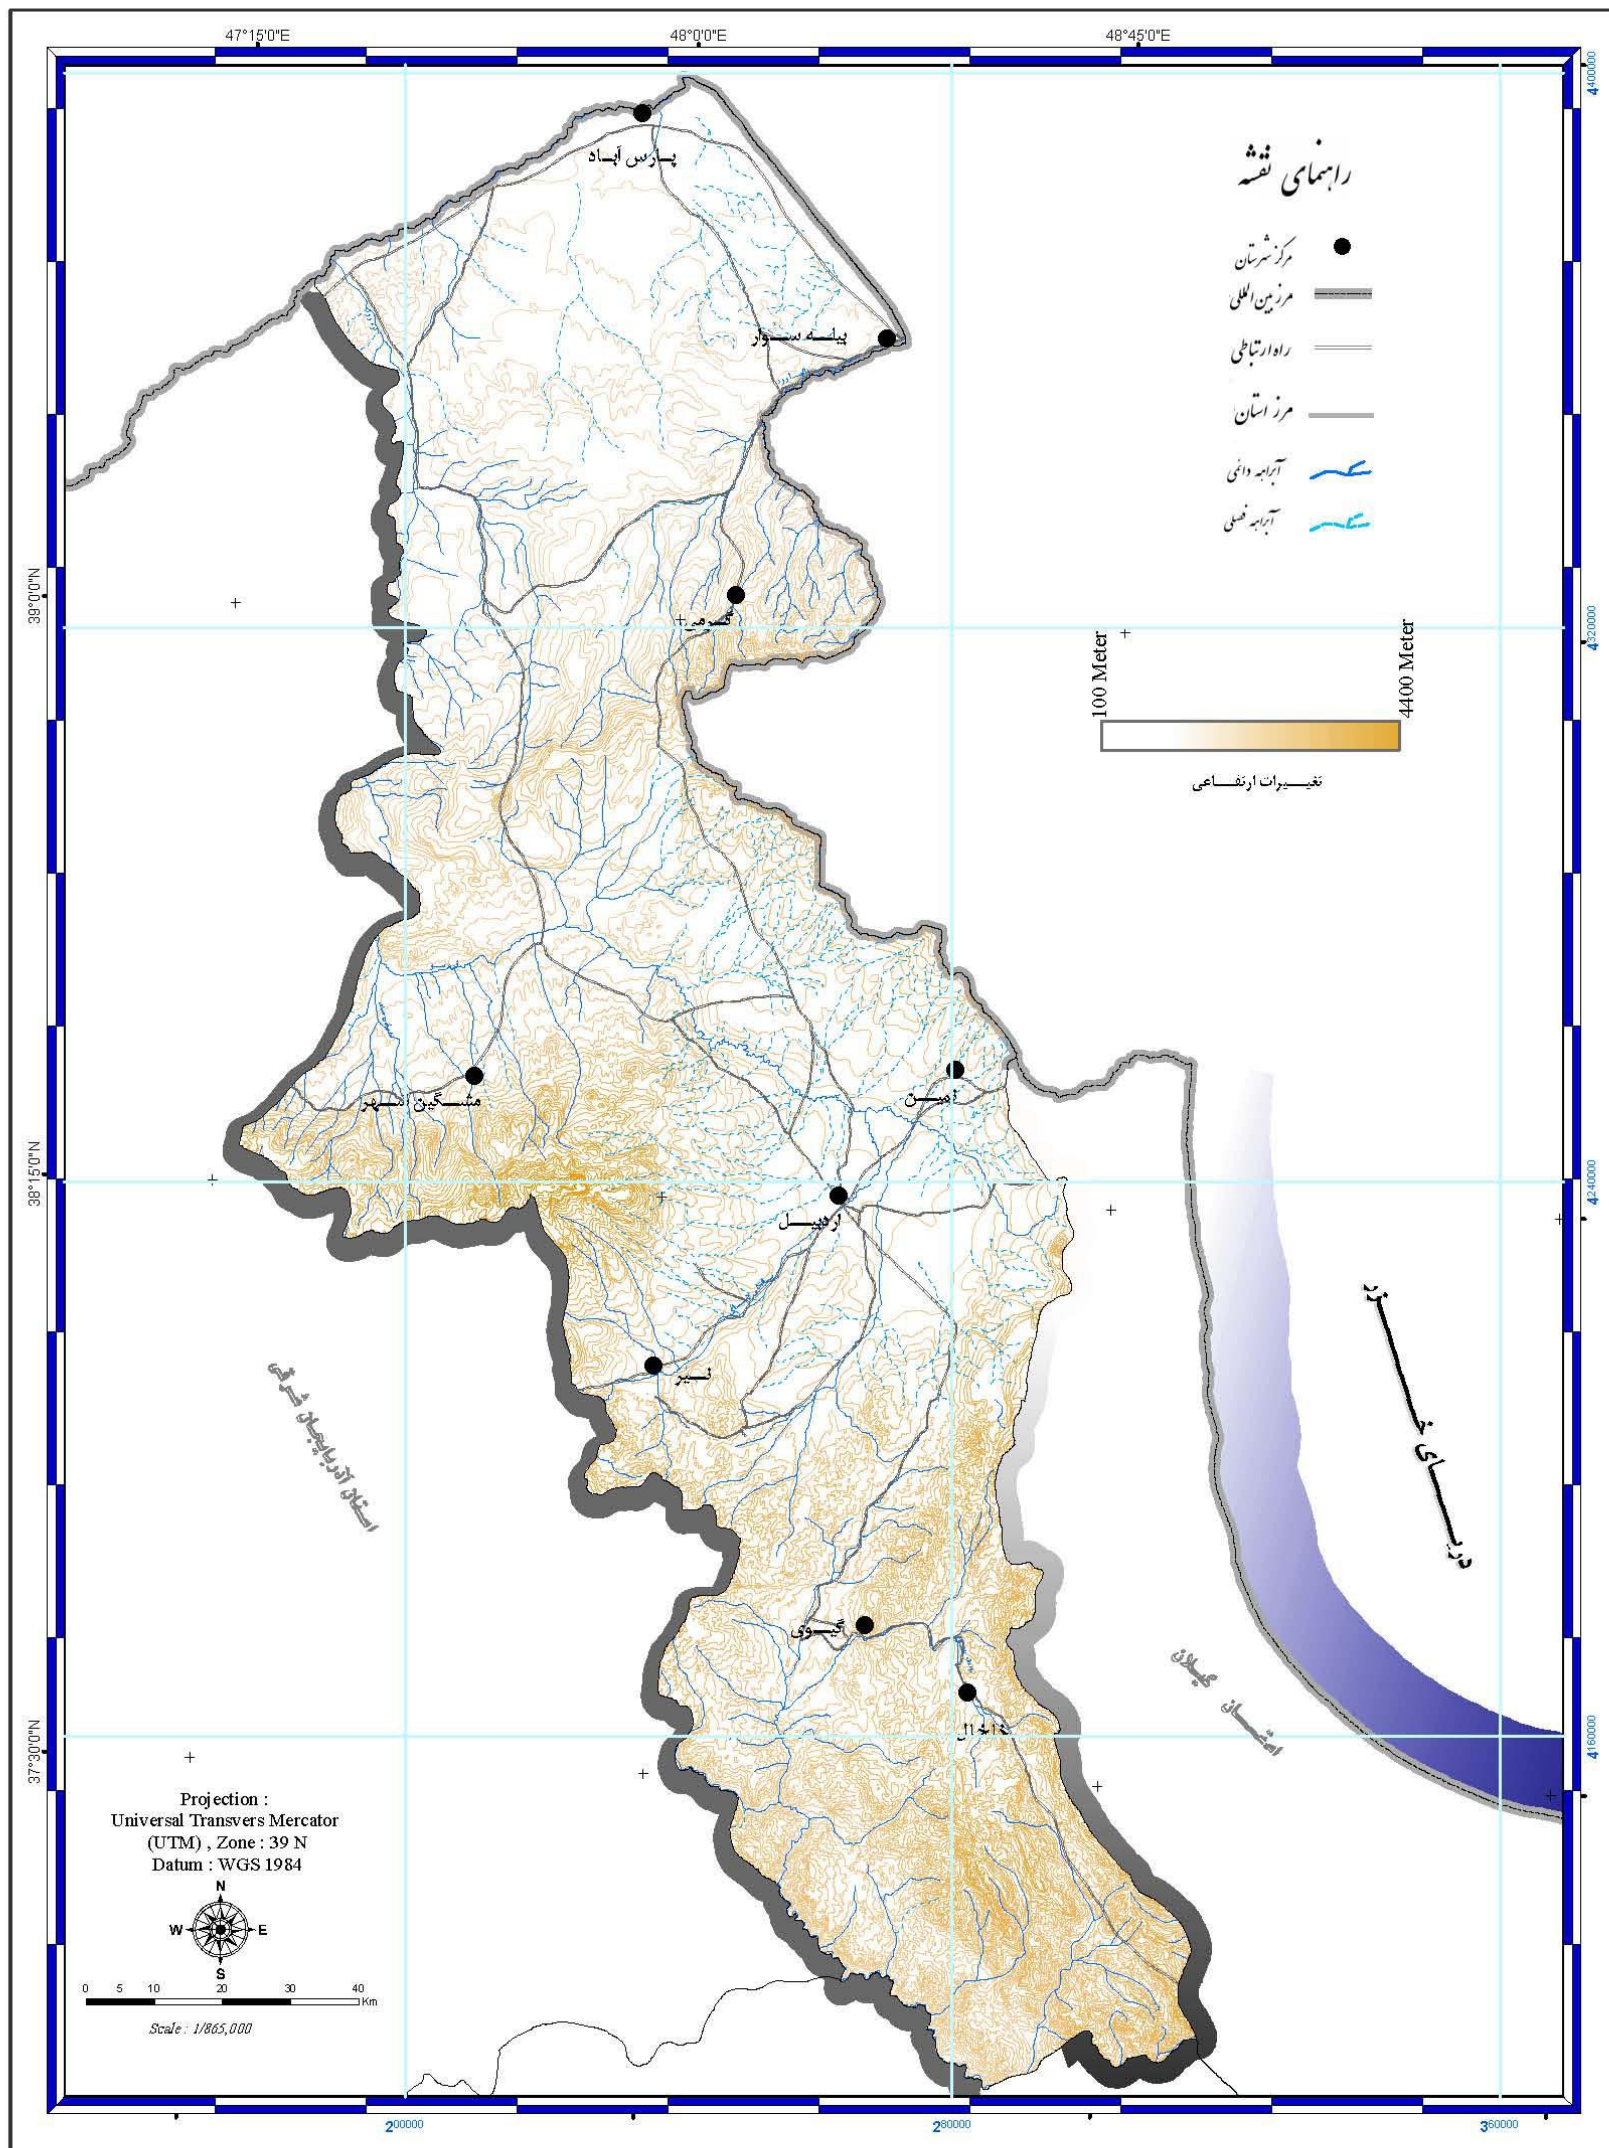 47°15'0"E
48°0'0"E
48°45'0"E
4400000
راهنمای نقشه
مرکز شهرستان
مرز بین المللی
راه ارتباطی
مرز استان
آبراهه دائمی
آبراهه فصلی
پارس آباد
بیله سوار
39°0'0"N
گرمی
4320000
100 Meter
4400 Meter
تغییرات ارتفاعی
مشگین شهر
نمین
38°15'0"N
4240000
اردبیل
دریای خزر
نیر
استان آذربایجان شرقی
گیوی
استان گیلان
خلخال
37°30'0"N
4160000
Projection :
Universal Transvers Mercator
(UTM) , Zone : 39 N
Datum : WGS 1984
N
W E
S
0 5 10 20 30 40
Km
Scale : 1/865,000
200000
280000
360000